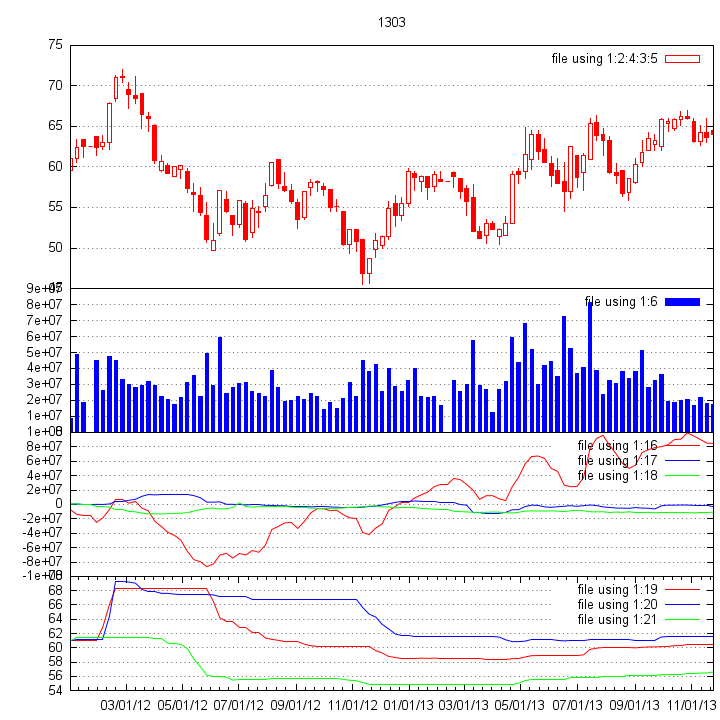 1303
75
file using 1:2:4:3:5
70
65
60
55
50
45
9e+07
file using 1:6
8e+07
7e+07
6e+07
5e+07
4e+07
3e+07
2e+07
1e+07
0
1e+08
file using 1:16
8e+07
file using 1:17
6e+07
file using 1:18
4e+07
2e+07
0
-2e+07
-4e+07
-6e+07
-8e+07
-1e+08
70
file using 1:19
68
file using 1:20
66
file using 1:21
64
62
60
58
56
54
03/01/12 05/01/12 07/01/12 09/01/12 11/01/12 01/01/13 03/01/13 05/01/13 07/01/13 09/01/13 11/01/13